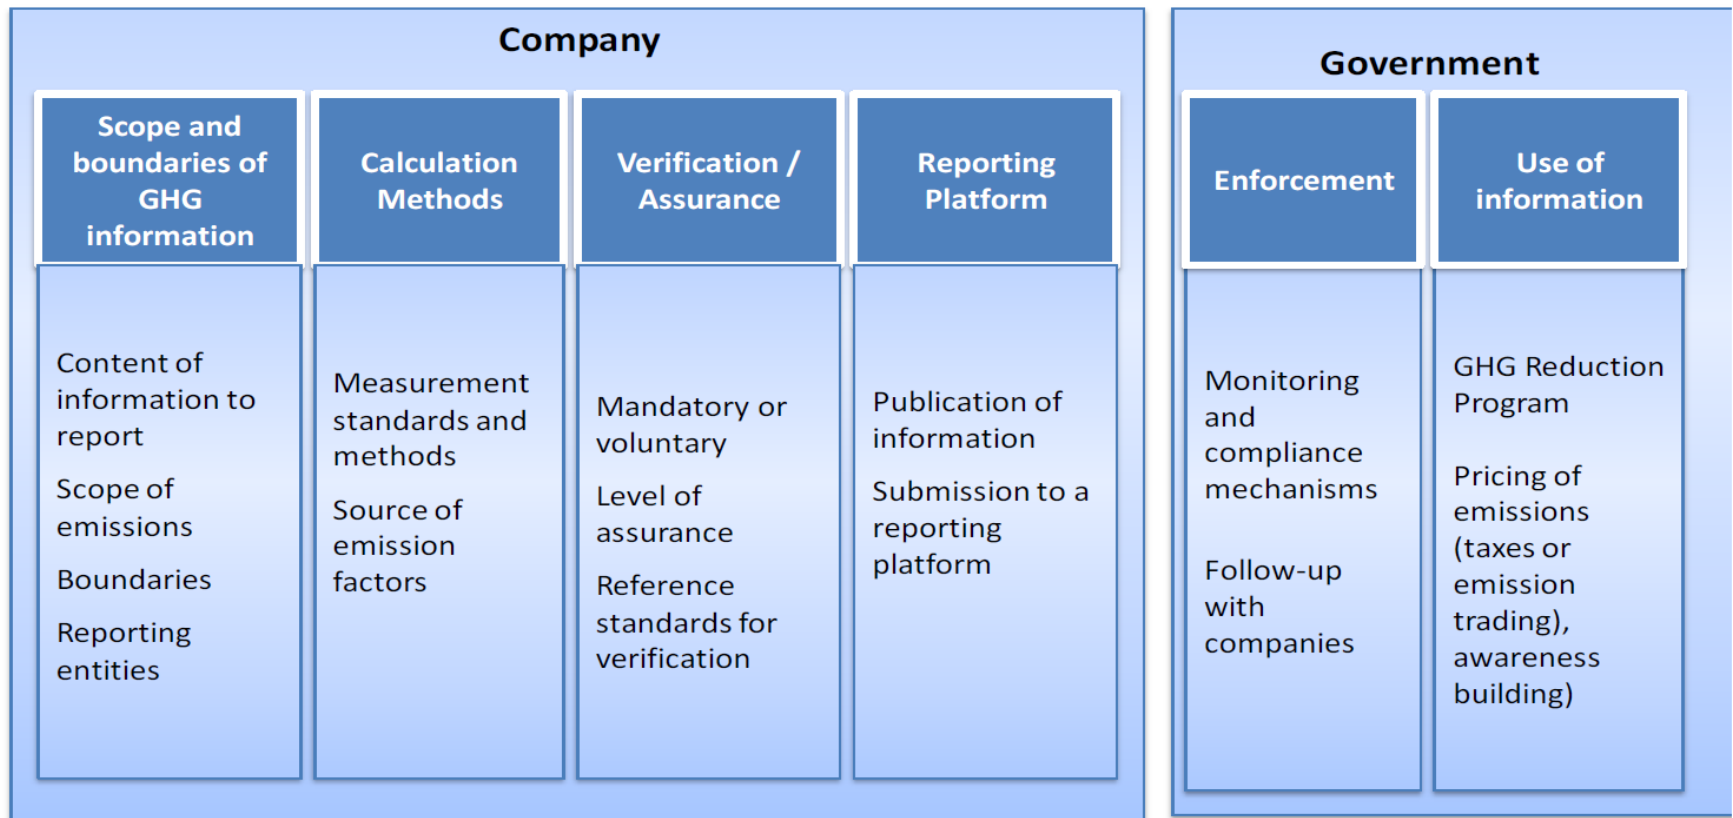 Company
Scope and
boundaries of
GHG
information
Calculation
Methods
Verification /
Assurance
Reporting
Platform
Content of
information to
report
Scope of
emissions
Boundaries
Reporting
entities
Measurement
standards and
methods
Source of
emission
factors
Mandatory or
voluntary
Level of
assurance
Reference
standards for
verification
Publication of
information
Submission to a
reporting
platform
Government
Enforcement
Use of
information
Monitoring
and
compliance
mechanisms
Follow-up
with
companies
GHG Reduction
Program
Pricing of
emissions
(taxes or
emission
trading),
awareness
building)